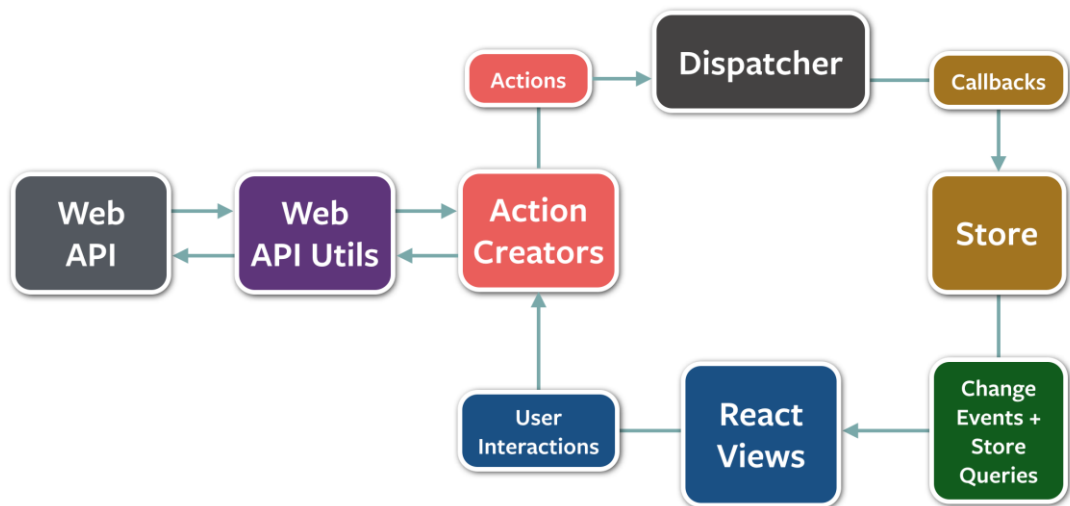 Dispatcher
Actions
Callbacks
Web
API
Web
API Utils
Action
Creators
Store
User
Interactions
React
Views
Change
Events +
Store
Queries